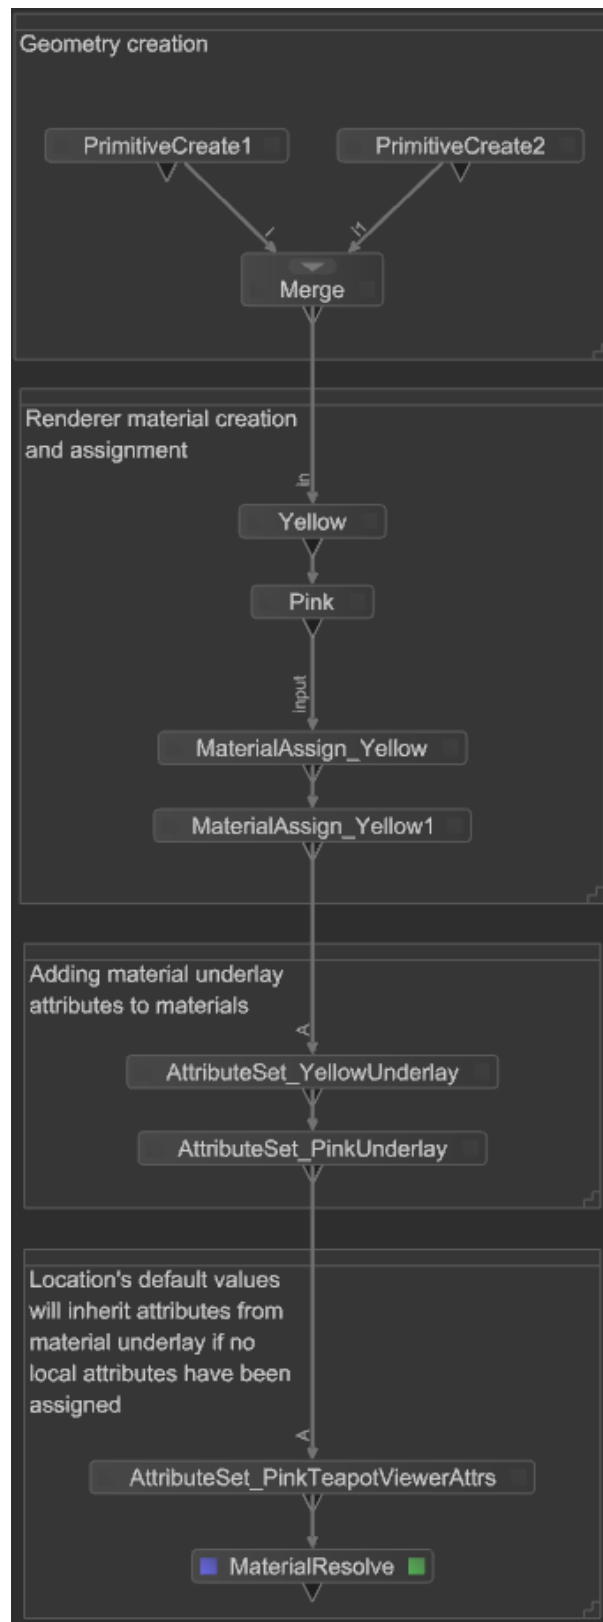 Geometry creation
PrimitiveCreate1
PrimitiveCreate2
i
i1
Merge
Renderer material creation
and assignment
in
Yellow
Pink
input
MaterialAssign_Yellow
MaterialAssign_Yellow1
Adding material underlay
attributes to materials
A
AttributeSet_YellowUnderlay
AttributeSet_PinkUnderlay
Location's default values
will inherit attributes from
material underlay if no
local attributes have been
assigned
A
AttributeSet_PinkTeapotViewerAttrs
MaterialResolve